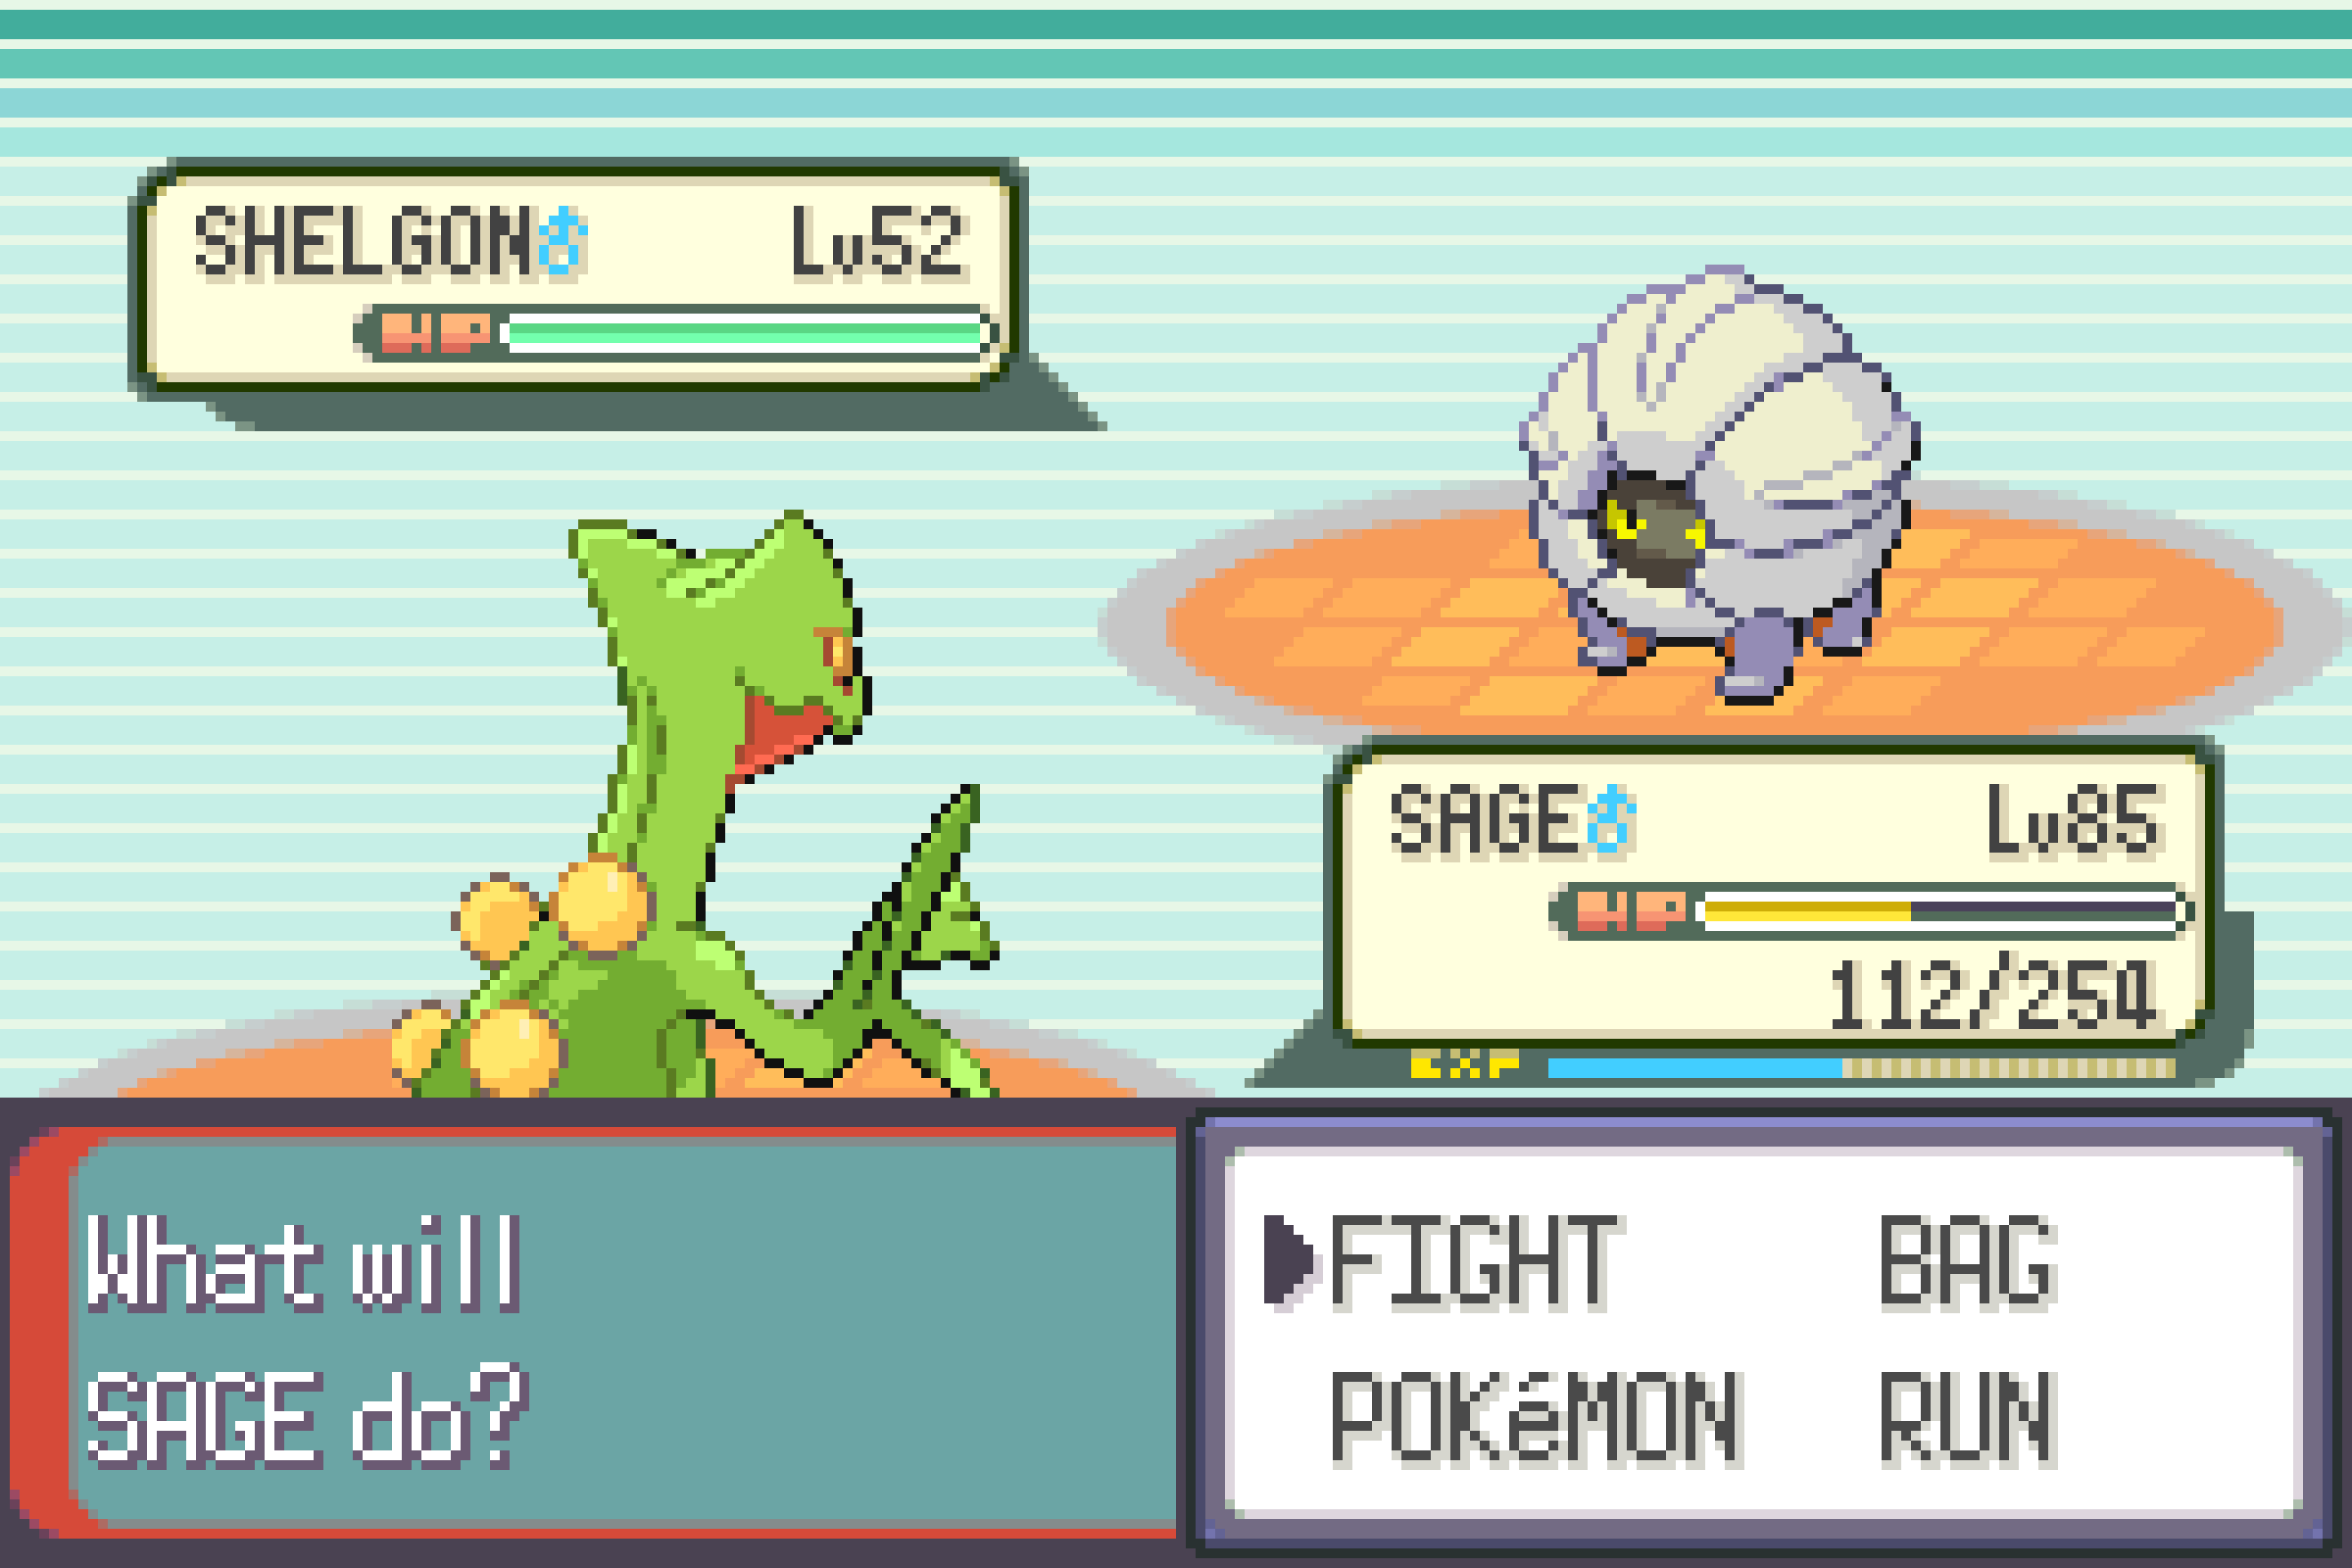 SHELGON♂ Lv52
HP
SAGE♂ Lv85
HP
112/254
EXP
What will
SAGE do?
FIGHT BAG
POKéMON RUN